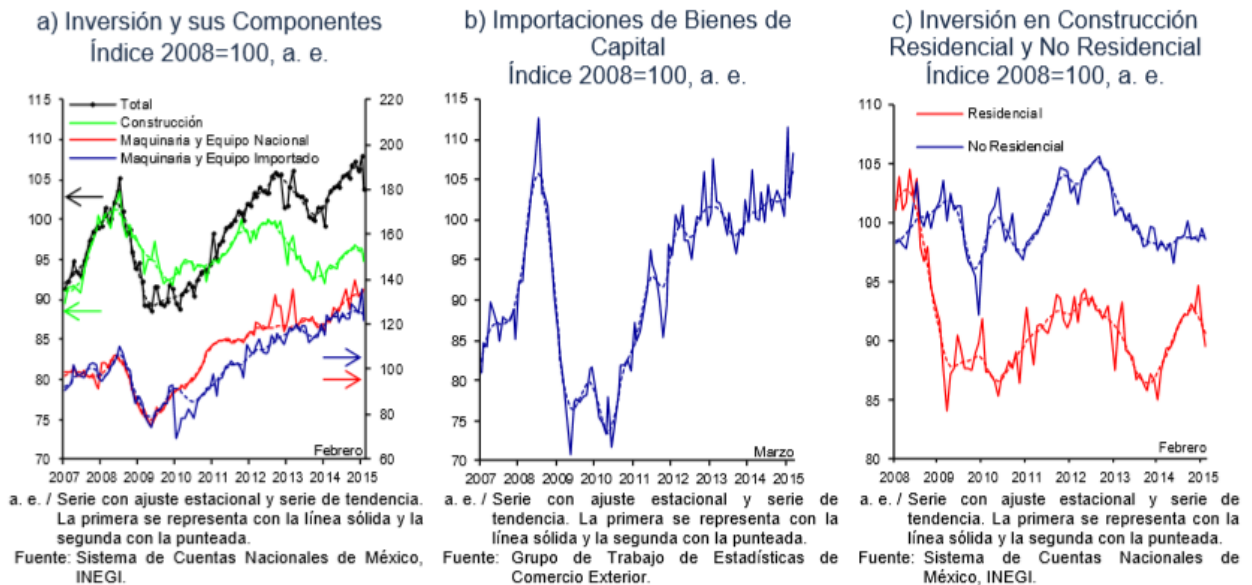 a) Inversión y sus Componentes
Índice 2008=100, a. e.
115
110
105
100
95
90
85
80
75
70
220
200
180
160
140
120
100
80
60
Total
Construcción
Maquinaria y Equipo Nacional
Maquinaria y Equipo Importado
Febrero
2007 2008 2009 2010 2011 2012 2013 2014 2015
a. e. / Serie con ajuste estacional y serie de tendencia.
La primera se representa con la línea sólida y la
segunda con la punteada.
Fuente: Sistema de Cuentas Nacionales de México,
INEGI.
b) Importaciones de Bienes de
Capital
Índice 2008=100, a. e.
115
110
105
100
95
90
85
80
75
70
Marzo
2007 2008 2009 2010 2011 2012 2013 2014 2015
a. e. / Serie con ajuste estacional y serie de
tendencia. La primera se representa con la
línea sólida y la segunda con la punteada.
Fuente: Grupo de Trabajo de Estadísticas de
Comercio Exterior.
c) Inversión en Construcción
Residencial y No Residencial
Índice 2008=100, a. e.
110
105
100
95
90
85
80
Residencial
No Residencial
Febrero
2008 2009 2010 2011 2012 2013 2014 2015
a. e. / Serie con ajuste estacional y serie de
tendencia. La primera se representa con la
línea sólida y la segunda con la punteada.
Fuente: Sistema de Cuentas Nacionales de
México, INEGI.